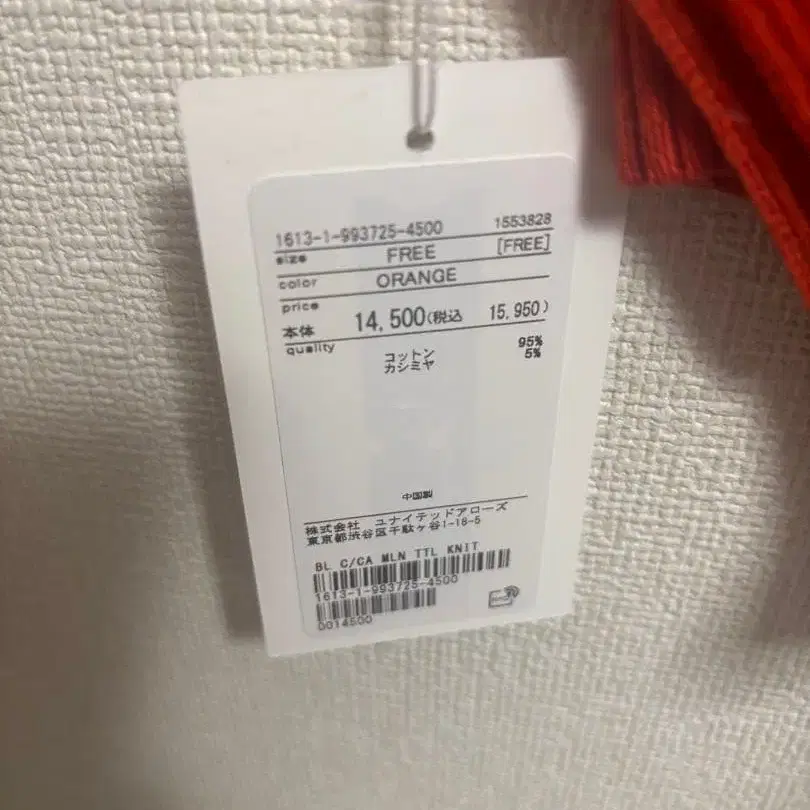 1613-1-993725-4500 1553828
size FREE [FREE]
color ORANGE
price
本体 14,500(税込 15,950)
quality
コットン 95%
カシミヤ 5%
中国製
株式会社 ユナイテッドアローズ
東京都渋谷区千駄ヶ谷1-18-5
BL C/CA MLN TTL KNIT
1613-1-993725-4500
0014500